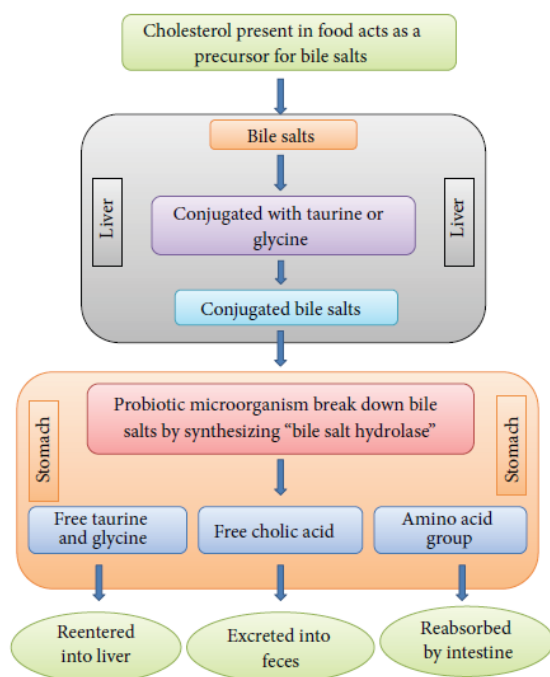 Cholesterol present in food acts as a
precursor for bile salts
Bile salts
Liver
Conjugated with taurine or
glycine
Liver
Conjugated bile salts
Probiotic microorganism break down bile
salts by synthesizing “bile salt hydrolase”
Stomach
Stomach
Free taurine
and glycine
Free cholic acid
Amino acid
group
Reentered
into liver
Excreted into
feces
Reabsorbed
by intestine